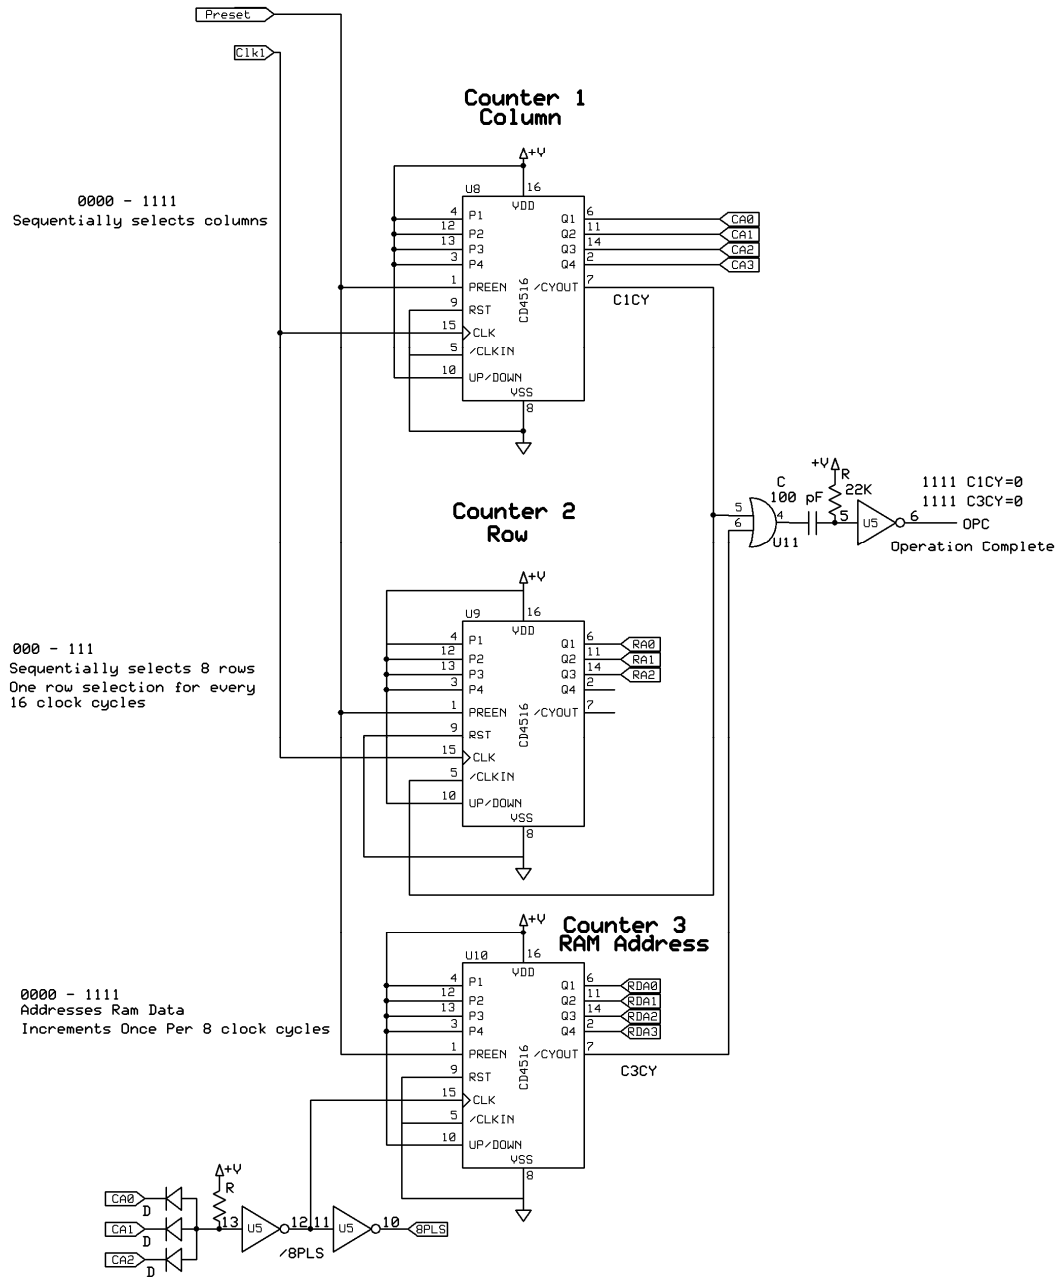 Preset
Clk1
Counter 1
Column
+V
U8
16
VDD
0000 - 1111
Sequentially selects columns
4 P1 Q1 6 CA0
12 P2 Q2 11 CA1
13 P3 Q3 14 CA2
3 P4 Q4 2 CA3
1 PREEN /CYOUT 7
CD4516
C1CY
9 RST
15 CLK
5 /CLKIN
10 UP/DOWN
VSS
8
+V
R
22K
C
100 pF
5
6
4
U11
5
U5
6
OPC
1111 C1CY=0
1111 C3CY=0
Operation Complete
Counter 2
Row
+V
U9
16
VDD
000 - 111
Sequentially selects 8 rows
One row selection for every
16 clock cycles
4 P1 Q1 6 RA0
12 P2 Q2 11 RA1
13 P3 Q3 14 RA2
3 P4 Q4 2
1 PREEN /CYOUT 7
CD4516
9 RST
15 CLK
5 /CLKIN
10 UP/DOWN
VSS
8
+V
Counter 3
RAM Address
U10
16
VDD
0000 - 1111
Addresses Ram Data
Increments Once Per 8 clock cycles
4 P1 Q1 6 RDA0
12 P2 Q2 11 RDA1
13 P3 Q3 14 RDA2
3 P4 Q4 2 RDA3
1 PREEN /CYOUT 7
CD4516
C3CY
9 RST
15 CLK
5 /CLKIN
10 UP/DOWN
VSS
8
+V
R
CA0
D
CA1
D
CA2
D
13
U5
12
11
U5
10
8PLS
/8PLS